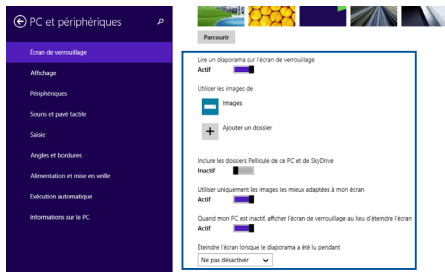 PC et périphériques
Écran de verrouillage
Affichage
Périphériques
Souris et pavé tactile
Saisie
Angles et bordures
Alimentation et mise en veille
Exécution automatique
Informations sur le PC
Parcourir
Lire un diaporama sur l'écran de verrouillage
Actif
Utiliser les images de
Images
Ajouter un dossier
Inclure les dossiers Pellicule de ce PC et de SkyDrive
Inactif
Utiliser uniquement les images les mieux adaptées à mon écran
Actif
Quand mon PC est inactif, afficher l'écran de verrouillage au lieu d'éteindre l'écran
Actif
Éteindre l'écran lorsque le diaporama a été lu pendant
Ne pas désactiver